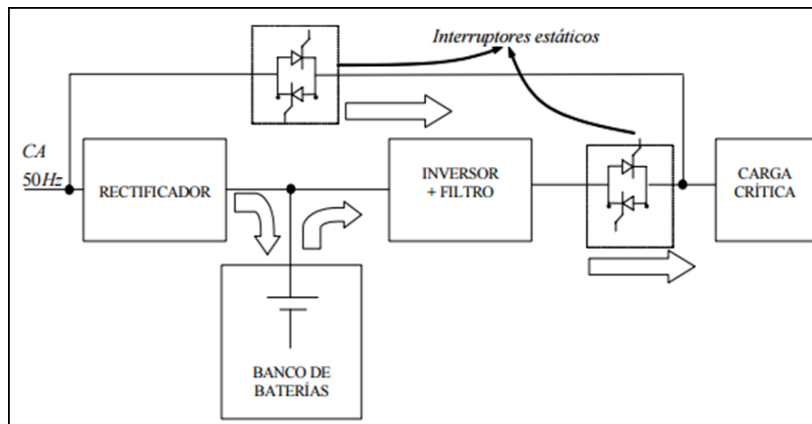 Interruptores estáticos
CA
50Hz
RECTIFICADOR
INVERSOR
+ FILTRO
CARGA
CRÍTICA
BANCO DE
BATERÍAS